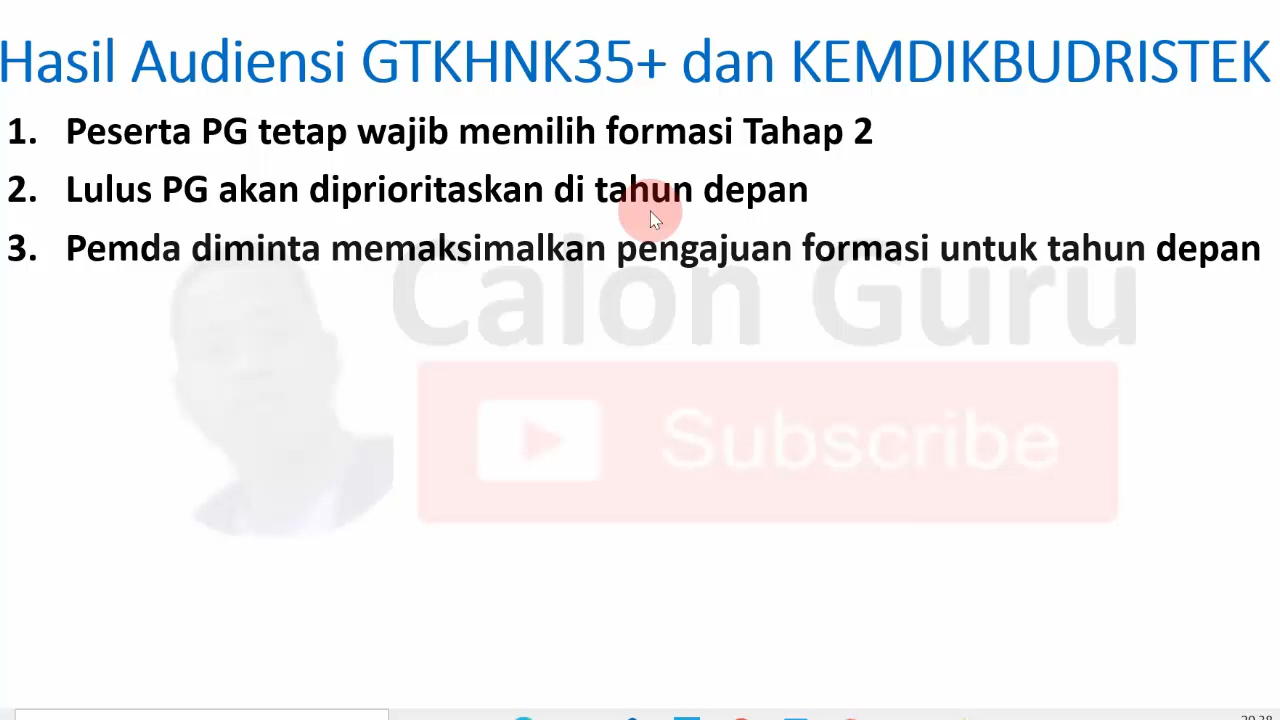 Hasil Audiensi GTKHNK35+ dan KEMDIKBUDRISTEK
1. Peserta PG tetap wajib memilih formasi Tahap 2
2. Lulus PG akan diprioritaskan di tahun depan
3. Pemda diminta memaksimalkan pengajuan formasi untuk tahun depan
Calon Guru
Subscribe